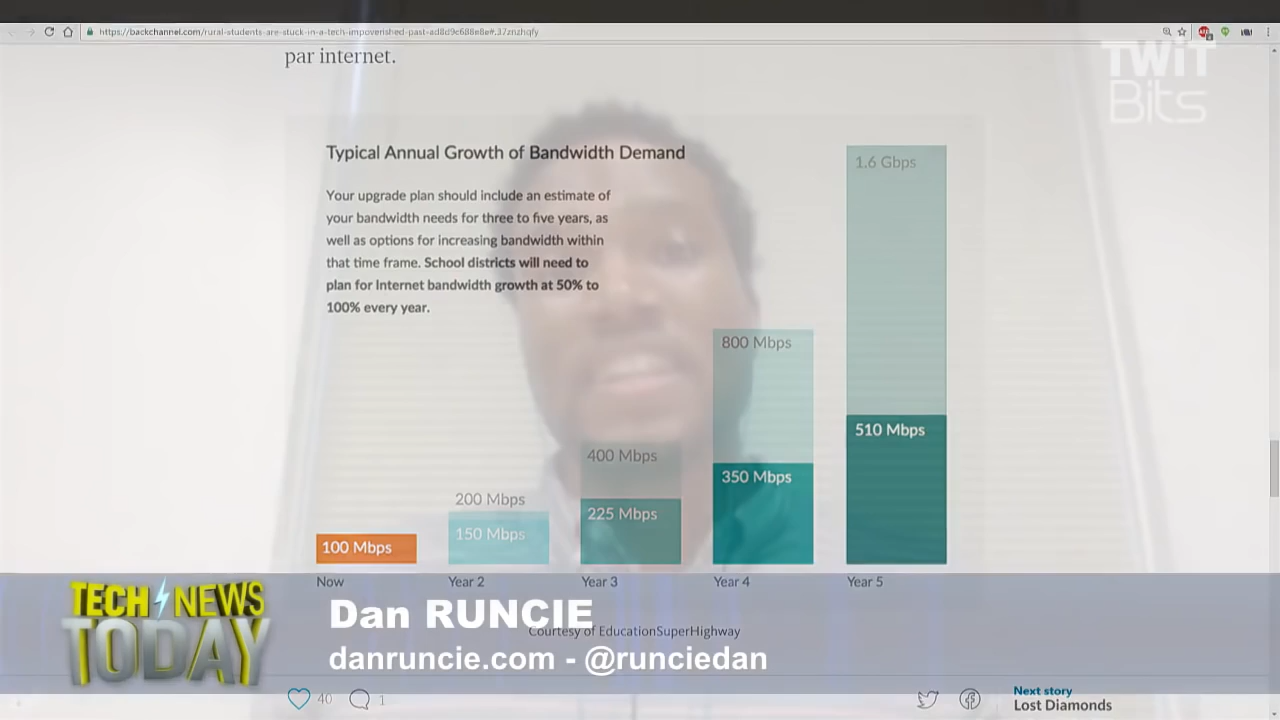 https://backchannel.com/rural-students-are-stuck-in-a-tech-impoverished-past-ad8d9c688e8e#.37znzhqfy
par internet.
TWiT
Bits
Typical Annual Growth of Bandwidth Demand
Your upgrade plan should include an estimate of
your bandwidth needs for three to five years, as
well as options for increasing bandwidth within
that time frame. School districts will need to
plan for Internet bandwidth growth at 50% to
100% every year.
1.6 Gbps
800 Mbps
510 Mbps
400 Mbps
350 Mbps
200 Mbps
225 Mbps
150 Mbps
100 Mbps
Now
Year 2
Year 3
Year 4
Year 5
TECH NEWS
TODAY
Dan RUNCIE
Courtesy of EducationSuperHighway
danruncie.com - @runciedan
40
1
Next story
Lost Diamonds